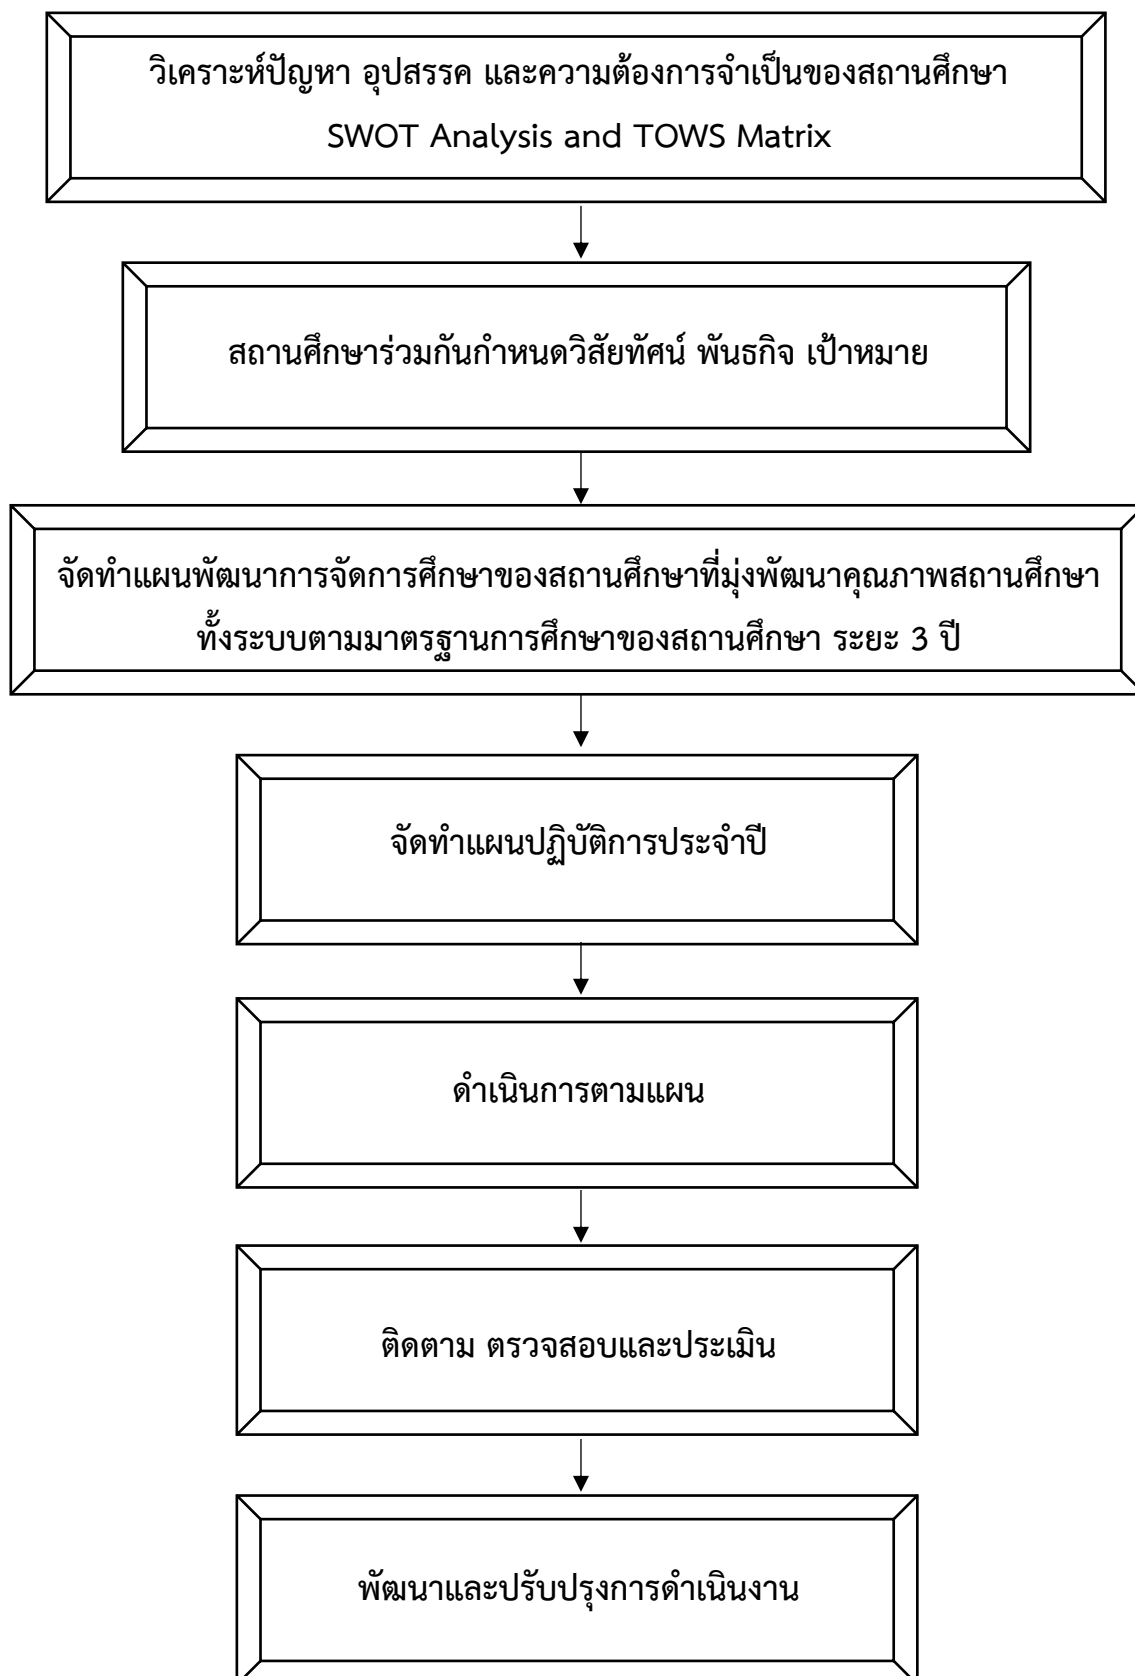 วิเคราะห์ปัญหา อุปสรรค และความต้องการจำเป็นของสถานศึกษา
SWOT Analysis and TOWS Matrix
สถานศึกษาร่วมกันกำหนดวิสัยทัศน์ พันธกิจ เป้าหมาย
จัดทำแผนพัฒนาการจัดการศึกษาของสถานศึกษาที่มุ่งพัฒนาคุณภาพสถานศึกษา
ทั้งระบบตามมาตรฐานการศึกษาของสถานศึกษา ระยะ 3 ปี
จัดทำแผนปฏิบัติการประจำปี
ดำเนินการตามแผน
ติดตาม ตรวจสอบและประเมิน
พัฒนาและปรับปรุงการดำเนินงาน